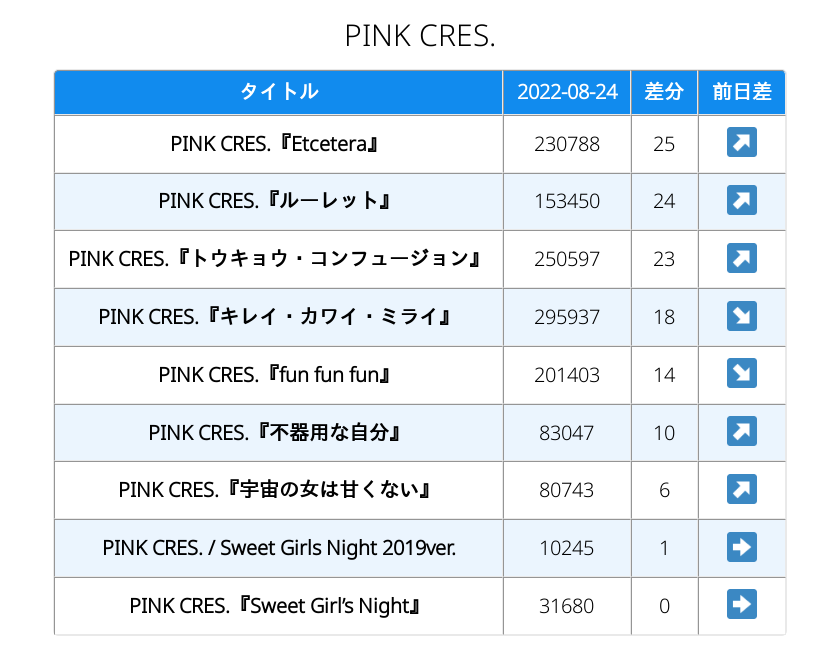 PINK CRES.
タイトル 2022-08-24 差分 前日差
PINK CRES.『Etcetera』 230788 25 ↗
PINK CRES.『ルーレット』 153450 24 ↗
PINK CRES.『トウキョウ・コンフュージョン』 250597 23 ↗
PINK CRES.『キレイ・カワイ・ミライ』 295937 18 ↘
PINK CRES.『fun fun fun』 201403 14 ↘
PINK CRES.『不器用な自分』 83047 10 ↗
PINK CRES.『宇宙の女は甘くない』 80743 6 ↗
PINK CRES. / Sweet Girls Night 2019ver. 10245 1 ➡
PINK CRES.『Sweet Girl’s Night』 31680 0 ➡